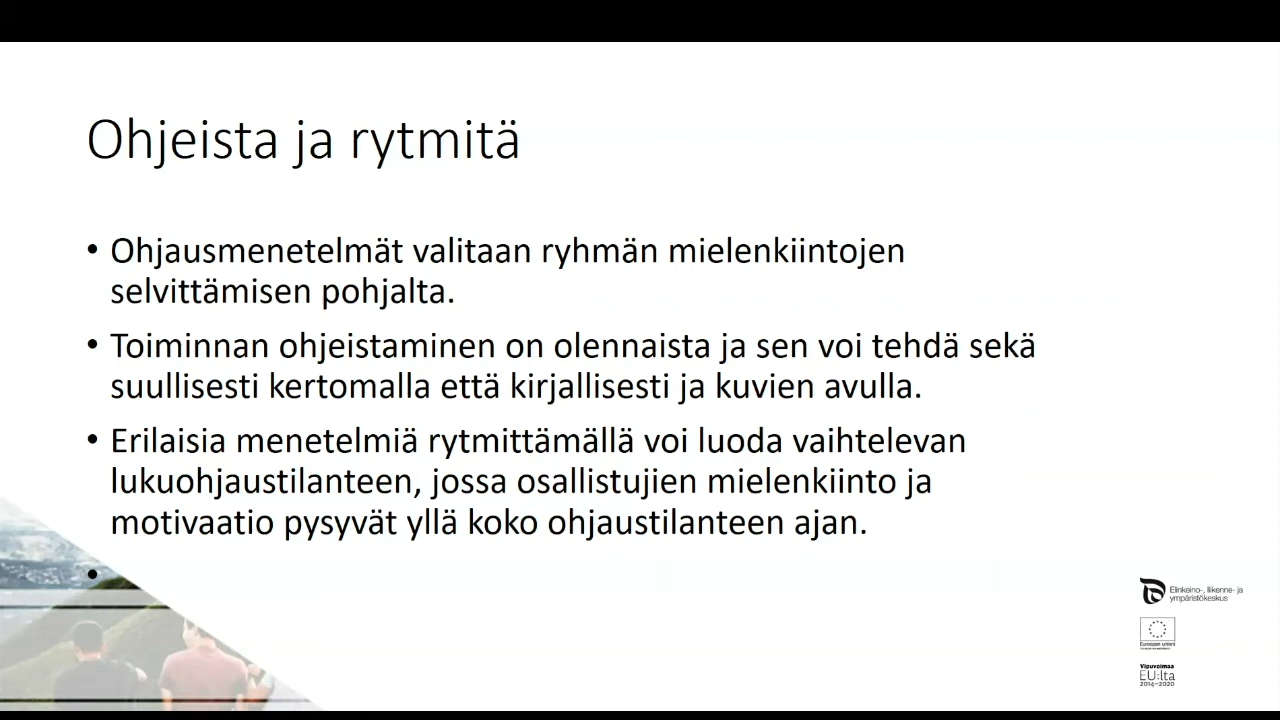 Ohjeista ja rytmitä
• Ohjausmenetelmät valitaan ryhmän mielenkiintojen
selvittämisen pohjalta.
• Toiminnan ohjeistaminen on olennaista ja sen voi tehdä sekä
suullisesti kertomalla että kirjallisesti ja kuvien avulla.
• Erilaisia menetelmiä rytmittämällä voi luoda vaihtelevan
lukuohjaustilanteen, jossa osallistujien mielenkiinto ja
motivaatio pysyvät yllä koko ohjaustilanteen ajan.
•
Elinkeino-, liikenne- ja
ympäristökeskus
Euroopan unioni
Vipuvoimaa
EU:lta
2014–2020